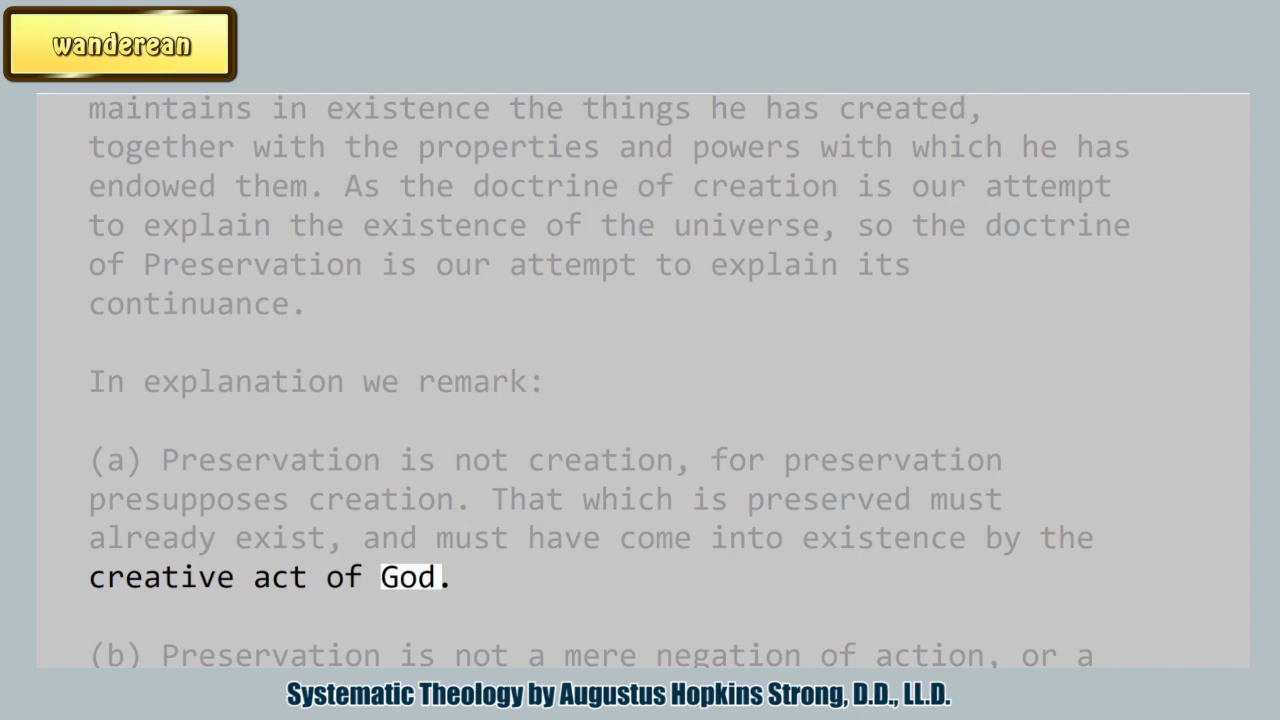 wanderean
maintains in existence the things he has created,
together with the properties and powers with which he has
endowed them. As the doctrine of creation is our attempt
to explain the existence of the universe, so the doctrine
of Preservation is our attempt to explain its
continuance.
In explanation we remark:
(a) Preservation is not creation, for preservation
presupposes creation. That which is preserved must
already exist, and must have come into existence by the
creative act of God.
(b) Preservation is not a mere negation of action, or a
Systematic Theology by Augustus Hopkins Strong, D.D., LL.D.